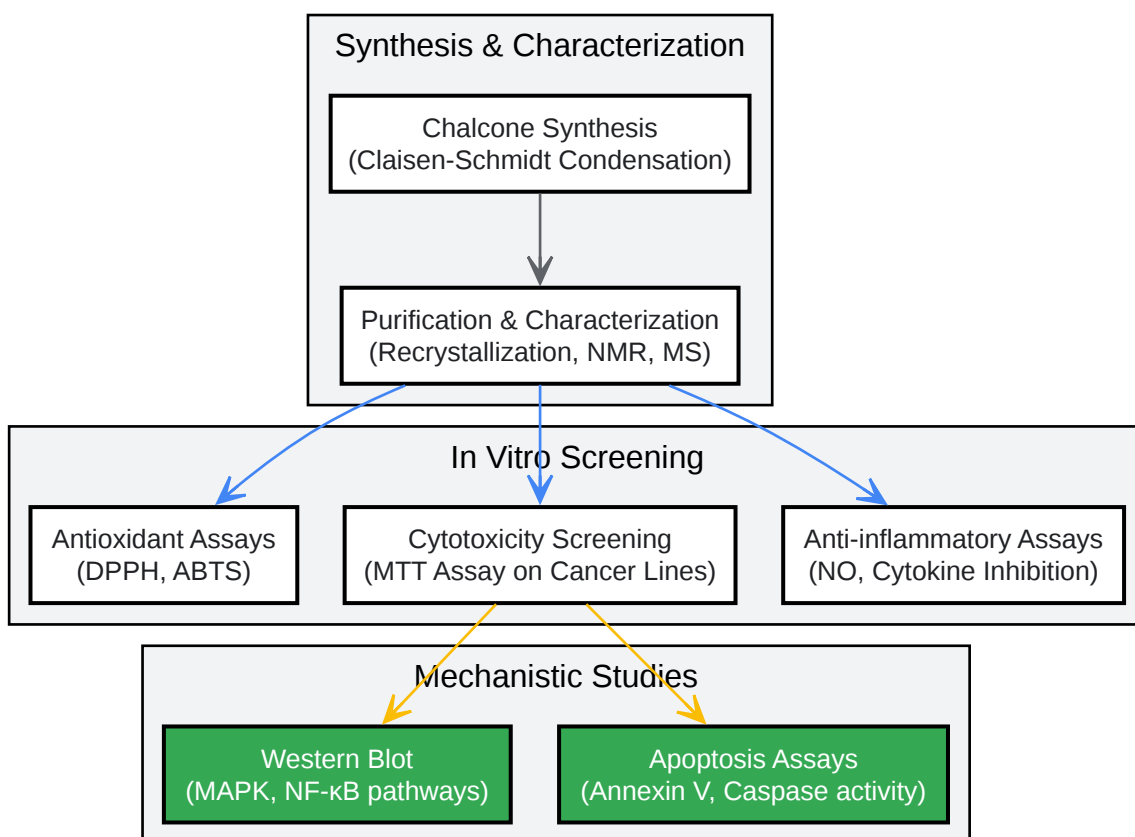 Synthesis & Characterization
Chalcone Synthesis
(Claisen-Schmidt Condensation)
Purification & Characterization
(Recrystallization, NMR, MS)
In Vitro Screening
Antioxidant Assays
(DPPH, ABTS)
Cytotoxicity Screening
(MTT Assay on Cancer Lines)
Anti-inflammatory Assays
(NO, Cytokine Inhibition)
Mechanistic Studies
Western Blot
(MAPK, NF-κB pathways)
Apoptosis Assays
(Annexin V, Caspase activity)